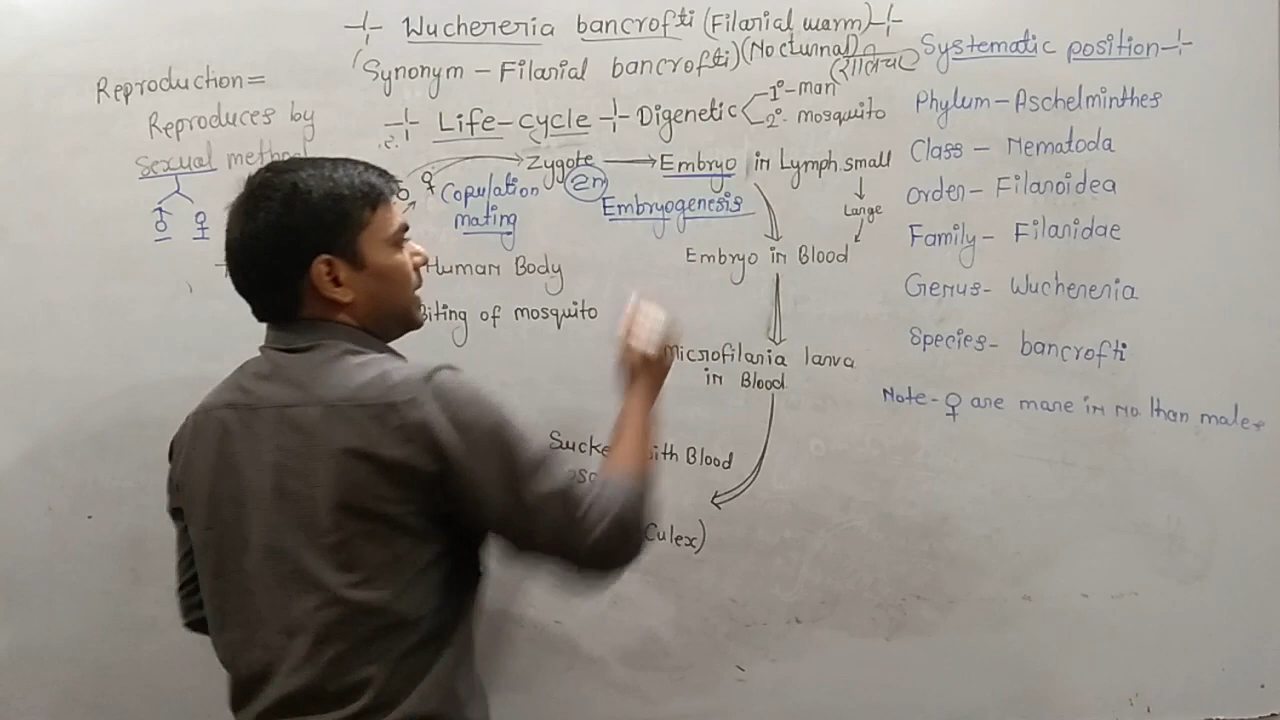 Wuchereria bancrofti (Filarial warm)
Synonym - Filarial bancrofti) (Nocturnal)
Life-cycle Digenetic
1° - man
2° - mosquito
Reproduction =
Reproduces by
Sexual method
♂ ♀
♂ ♀ Copulation
mating
Zygote
2n
Embryo in Lymph small
Embryogenesis
Large
Embryo in Blood
Human Body
Biting of mosquito
Microfilaria larva
in Blood
with Blood
Culex)
Systematic position
Phylum - Aschelminthes
Class - Nematoda
Order - Filarioidea
Family - Filaridae
Genus - Wuchereria
Species - bancrofti
Note - ♀ are more in no. than males